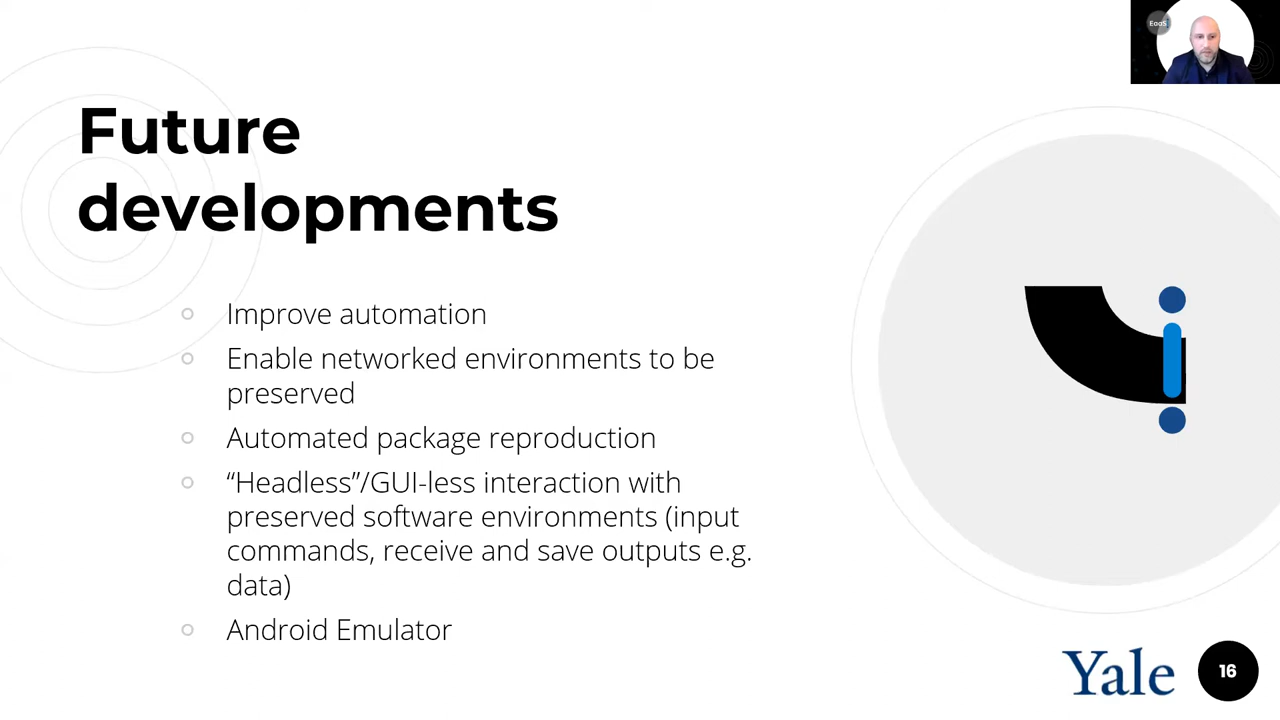 EaaS
Future
developments
Improve automation
Enable networked environments to be
preserved
Automated package reproduction
“Headless”/GUI-less interaction with
preserved software environments (input
commands, receive and save outputs e.g.
data)
Android Emulator
Yale
16